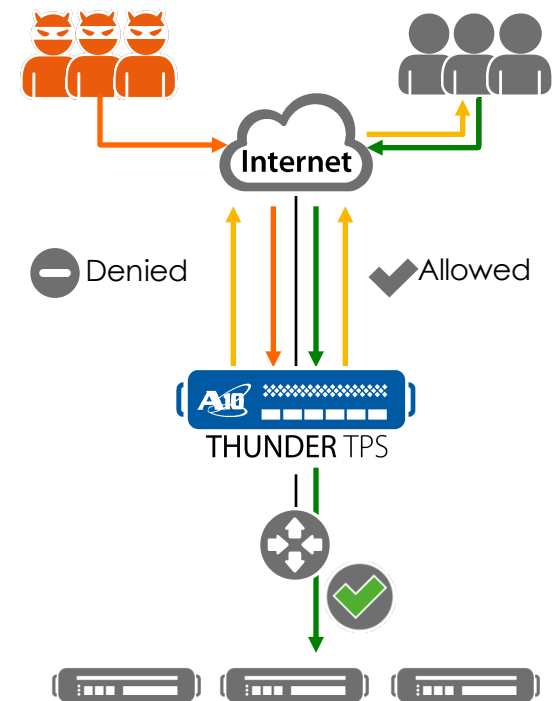 Internet
Denied
Allowed
A10
THUNDER TPS